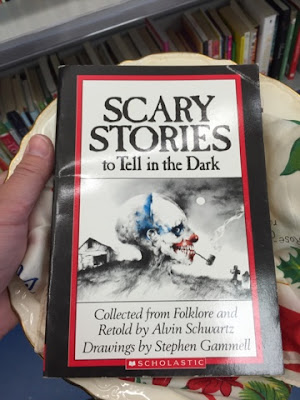 SCARY
STORIES
to Tell in the Dark
Collected from Folklore and
Retold by Alvin Schwartz
Drawings by Stephen Gammell
SCHOLASTIC